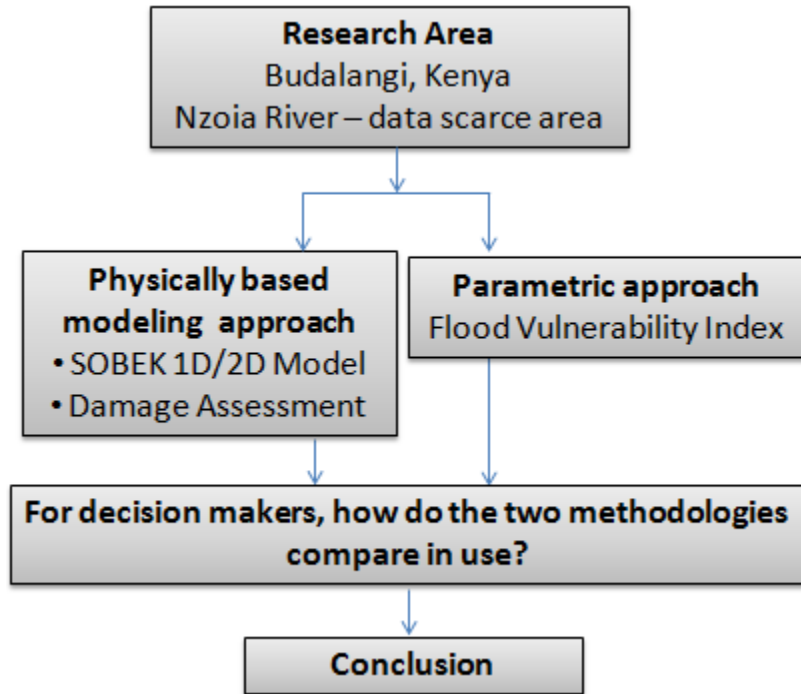 Research Area
Budalangi, Kenya
Nzoia River – data scarce area
Physically based
modeling approach
• SOBEK 1D/2D Model
• Damage Assessment
Parametric approach
Flood Vulnerability Index
For decision makers, how do the two methodologies
compare in use?
Conclusion